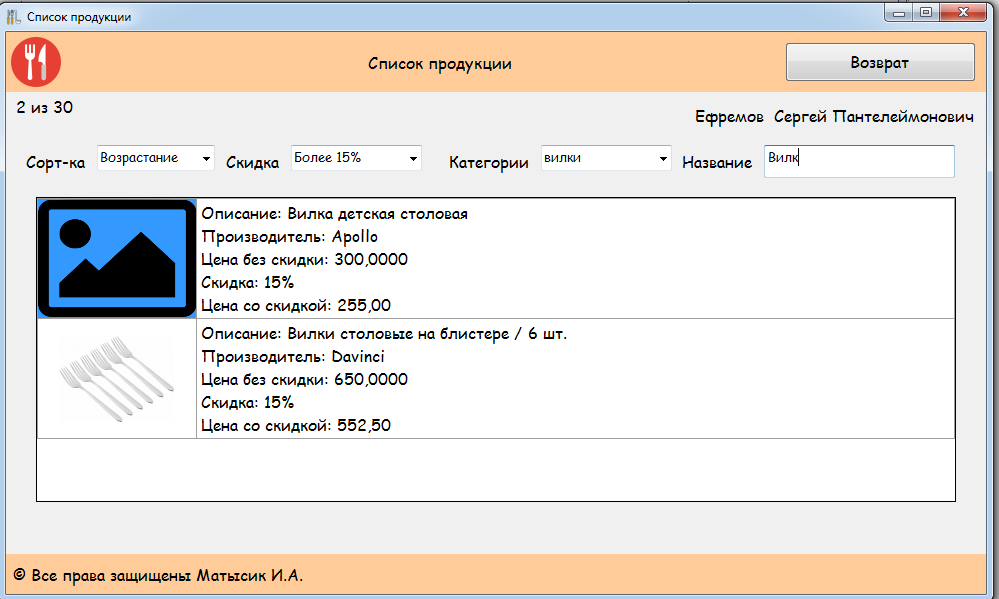 Список продукции
Список продукции
Возврат
2 из 30
Ефремов Сергей Пантелеймонович
Сорт-ка Возрастание Скидка Более 15% Категории вилки Название Вилк
Описание: Вилка детская столовая
Производитель: Apollo
Цена без скидки: 300,0000
Скидка: 15%
Цена со скидкой: 255,00
Описание: Вилки столовые на блистере / 6 шт.
Производитель: Davinci
Цена без скидки: 650,0000
Скидка: 15%
Цена со скидкой: 552,50
© Все права защищены Матысик И.А.